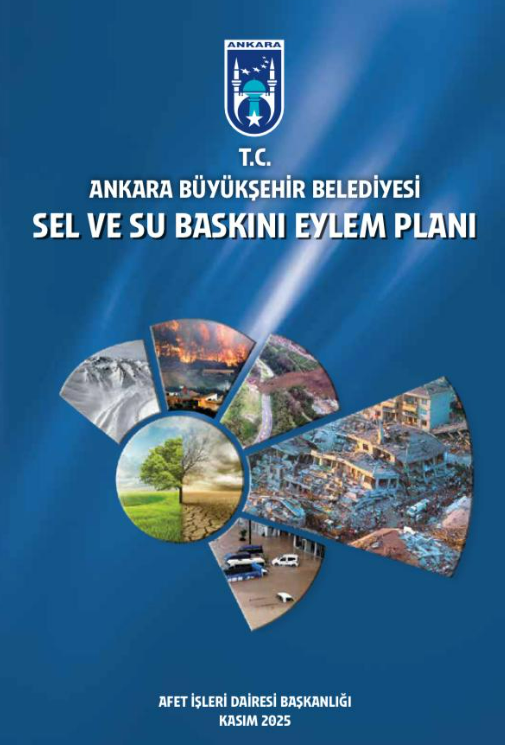 ANKARA
T.C.
ANKARA BÜYÜKŞEHİR BELEDİYESİ
SEL VE SU BASKINI EYLEM PLANI
AFET İŞLERİ DAİRESİ BAŞKANLIĞI
KASIM 2025